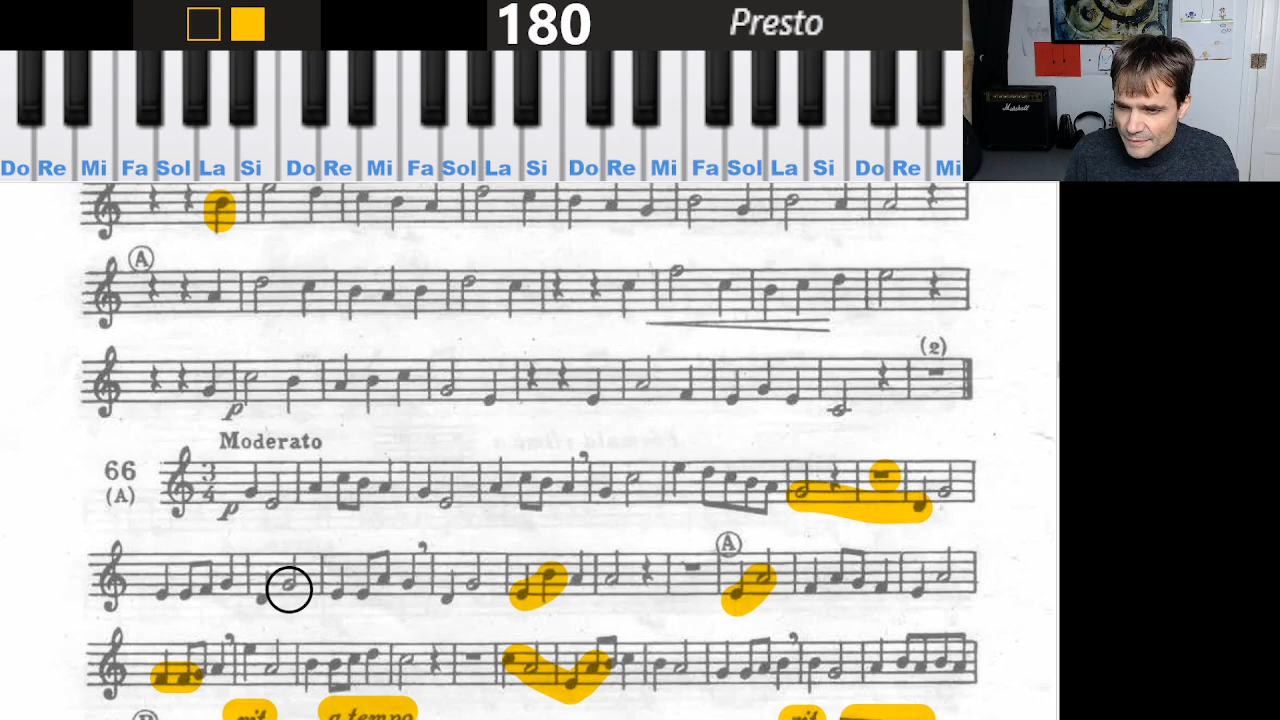 180 Presto
Marshall
Do Re Mi Fa Sol La Si Do Re Mi Fa Sol La Si Do Re Mi Fa Sol La Si Do Re Mi
A
p
(2)
Moderato
66
(A)
3
4
p
A
B
rit a tempo rit